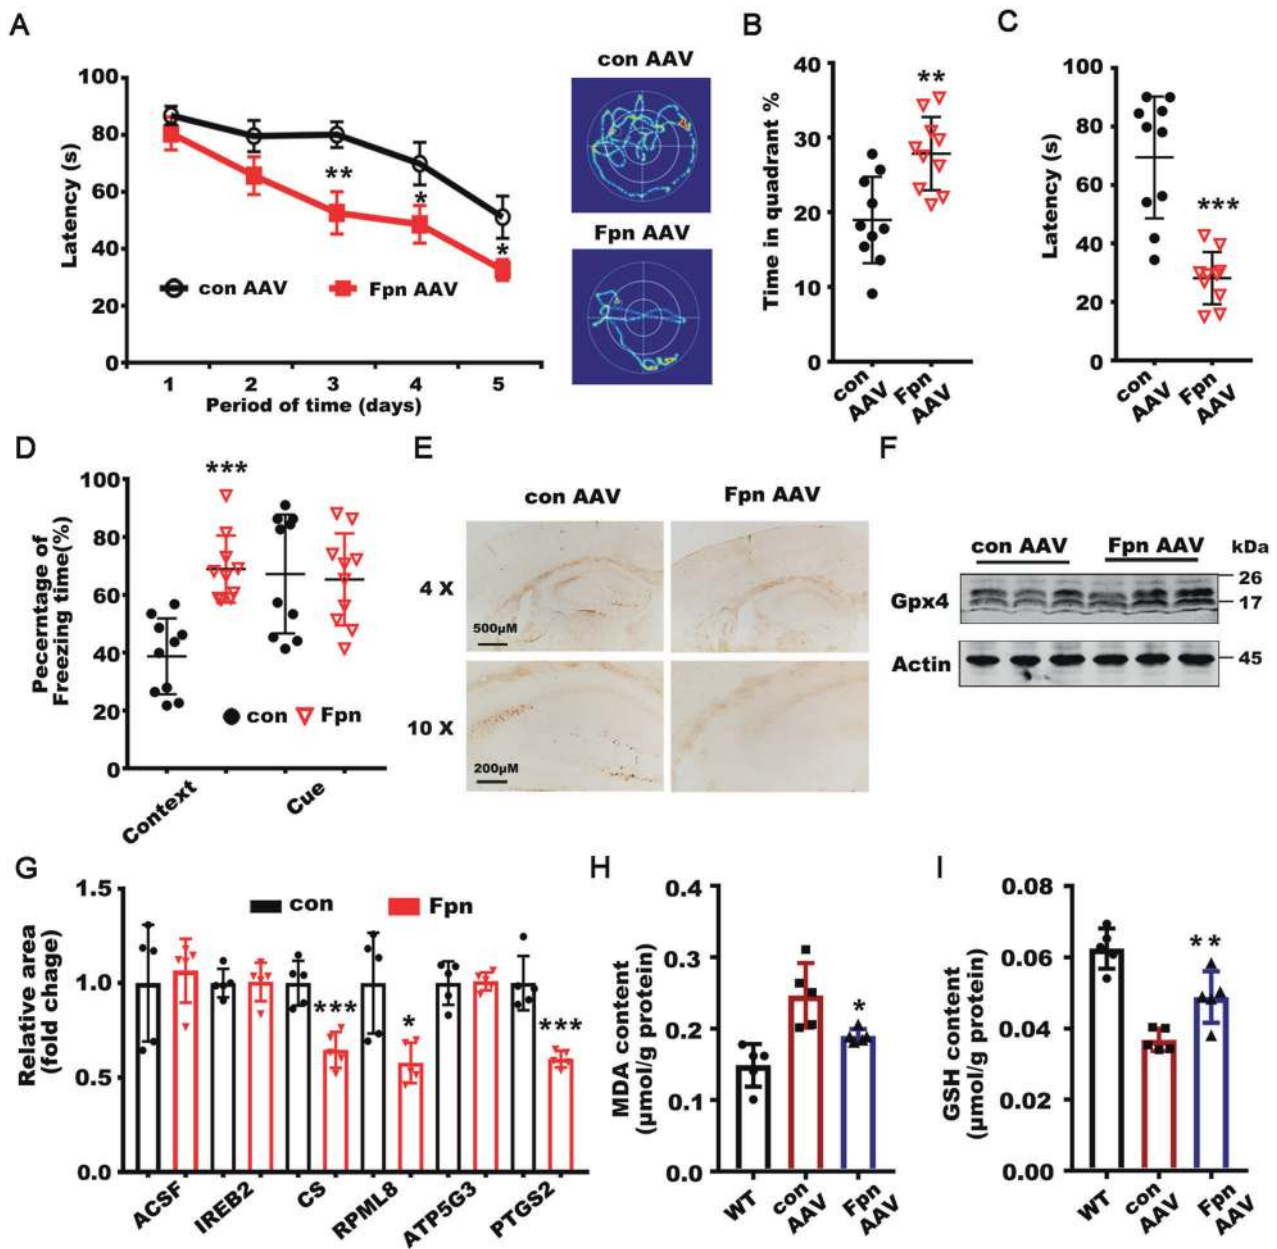 A
100
80
60
40
20
0
Latency (s)
**
*
*
con AAV
Fpn AAV
1 2 3 4 5
Period of time (days)
con AAV
Fpn AAV
B
40
30
20
10
0
Time in quadrant %
**
con AAV
Fpn AAV
C
100
80
60
40
20
0
Latency (s)
***
con AAV
Fpn AAV
D
100
80
60
40
20
0
Pecerntage of
Freezing time(%)
***
con Fpn
Context Cue
E
con AAV Fpn AAV
4 X
500μM
10 X
200μM
F
con AAV Fpn AAV kDa
26
Gpx4
17
Actin
45
G
1.5
1.0
0.5
0.0
Relative area
(fold chage)
con Fpn
***
*
***
ACSF IREB2 CS RPML8 ATP5G3 PTGS2
H
0.4
0.3
0.2
0.1
0.0
MDA content
(μmol/g protein)
*
WT con AAV Fpn AAV
I
0.08
0.06
0.04
0.02
0.00
GSH content
(μmol/g protein)
**
WT con AAV Fpn AAV